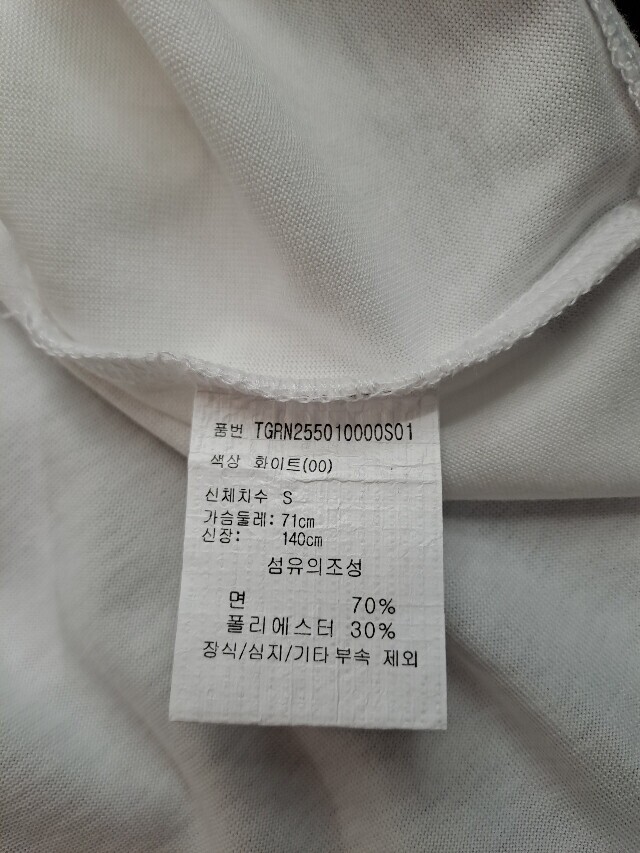 품번 TGRN255010000S01
색상 화이트(00)
신체치수 S
가슴둘레: 71cm
신장: 140cm
섬유의조성
면 70%
폴리에스터 30%
장식/심지/기타 부속 제외